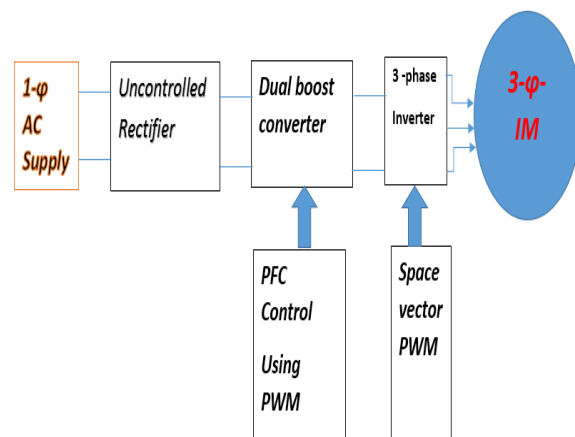 1-φ
AC
Supply
Uncontrolled
Rectifier
Dual boost
converter
3 -phase
Inverter
3-φ-
IM
PFC
Control
Using
PWM
Space
vector
PWM